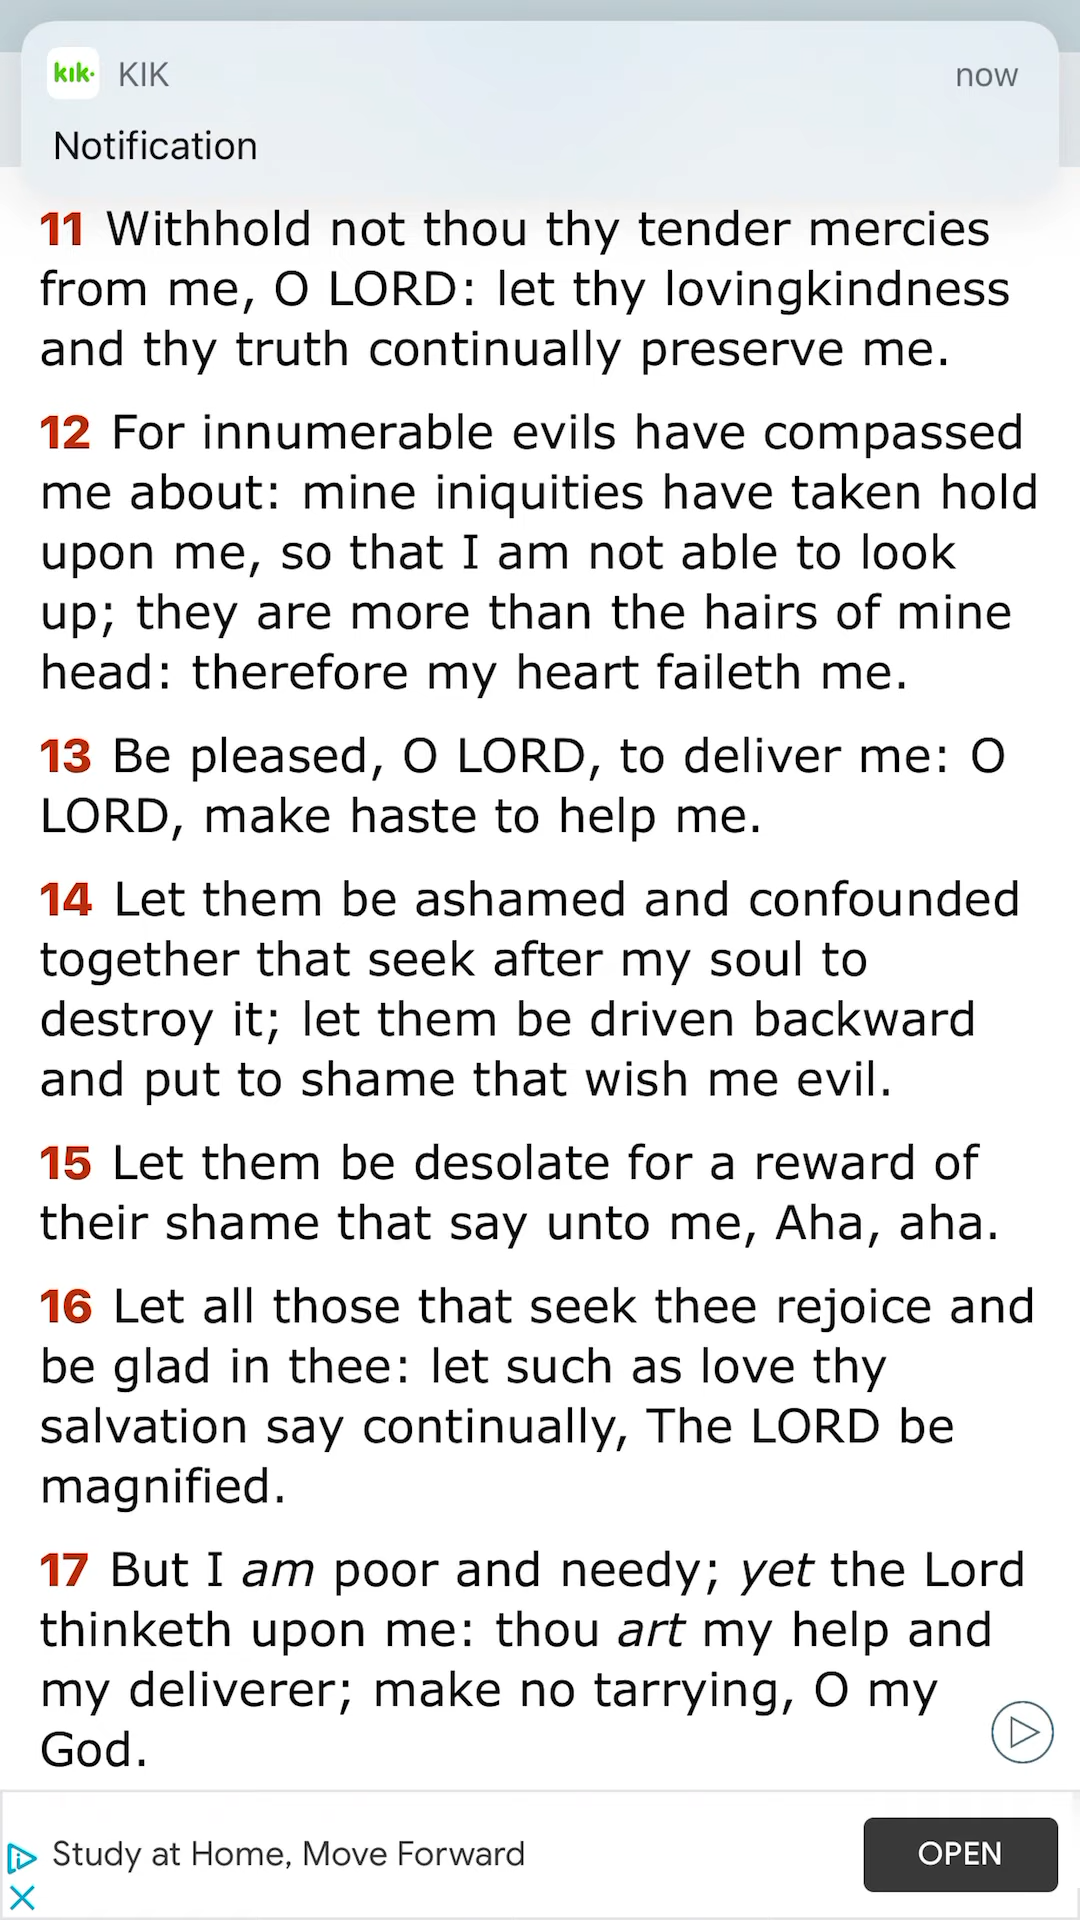 kik·
KIK
now
Notification
11 Withhold not thou thy tender mercies
from me, O LORD: let thy lovingkindness
and thy truth continually preserve me.
12 For innumerable evils have compassed
me about: mine iniquities have taken hold
upon me, so that I am not able to look
up; they are more than the hairs of mine
head: therefore my heart faileth me.
13 Be pleased, O LORD, to deliver me: O
LORD, make haste to help me.
14 Let them be ashamed and confounded
together that seek after my soul to
destroy it; let them be driven backward
and put to shame that wish me evil.
15 Let them be desolate for a reward of
their shame that say unto me, Aha, aha.
16 Let all those that seek thee rejoice and
be glad in thee: let such as love thy
salvation say continually, The LORD be
magnified.
17 But I am poor and needy; yet the Lord
thinketh upon me: thou art my help and
my deliverer; make no tarrying, O my
God.
Study at Home, Move Forward
OPEN